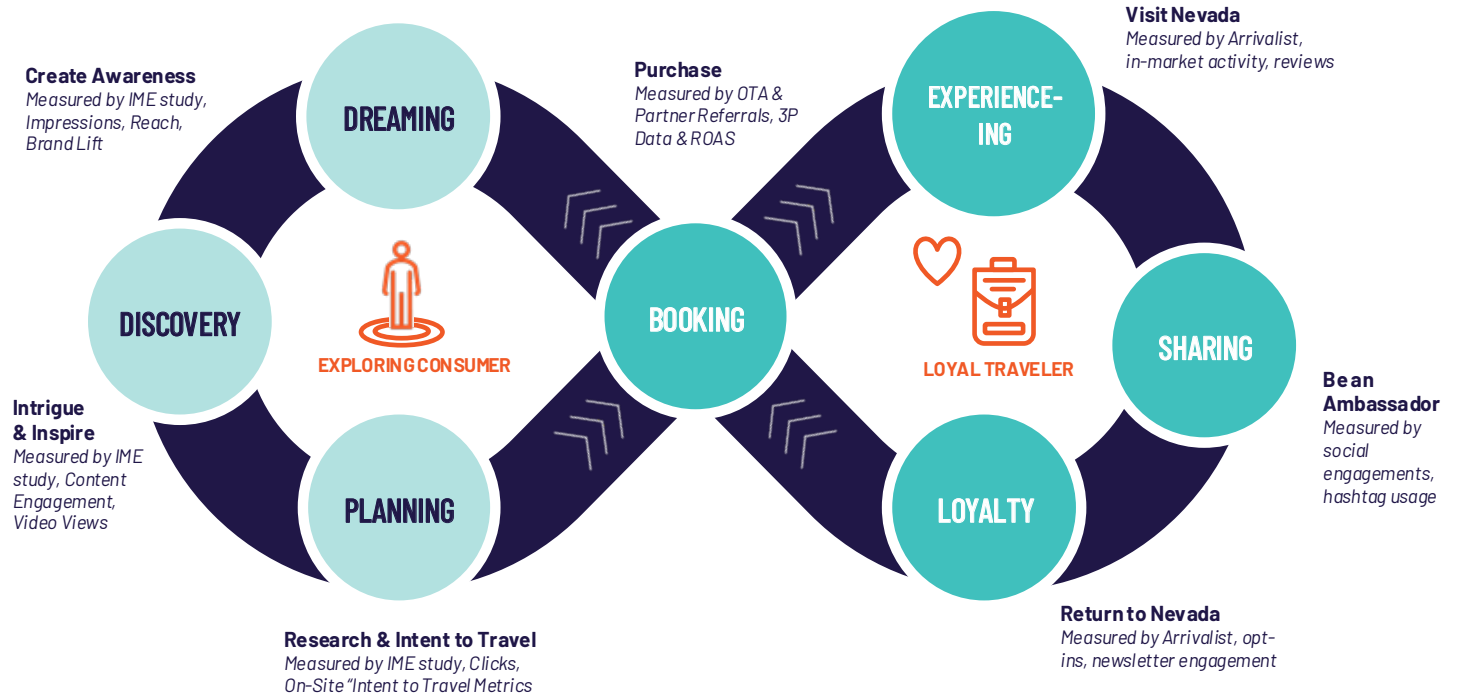 Create Awareness
Measured by IME study,
Impressions, Reach,
Brand Lift
DREAMING
Purchase
Measured by OTA &
Partner Referrals, 3P
Data & ROAS
EXPERIENCE-
ING
Visit Nevada
Measured by Arrivalist,
in-market activity, reviews
DISCOVERY
EXPLORING CONSUMER
BOOKING
LOYAL TRAVELER
SHARING
Intrigue
& Inspire
Measured by IME
study, Content
Engagement,
Video Views
PLANNING
LOYALTY
Be an
Ambassador
Measured by
social
engagements,
hashtag usage
Research & Intent to Travel
Measured by IME study, Clicks,
On-Site "Intent to Travel Metrics
Return to Nevada
Measured by Arrivalist, opt-
ins, newsletter engagement